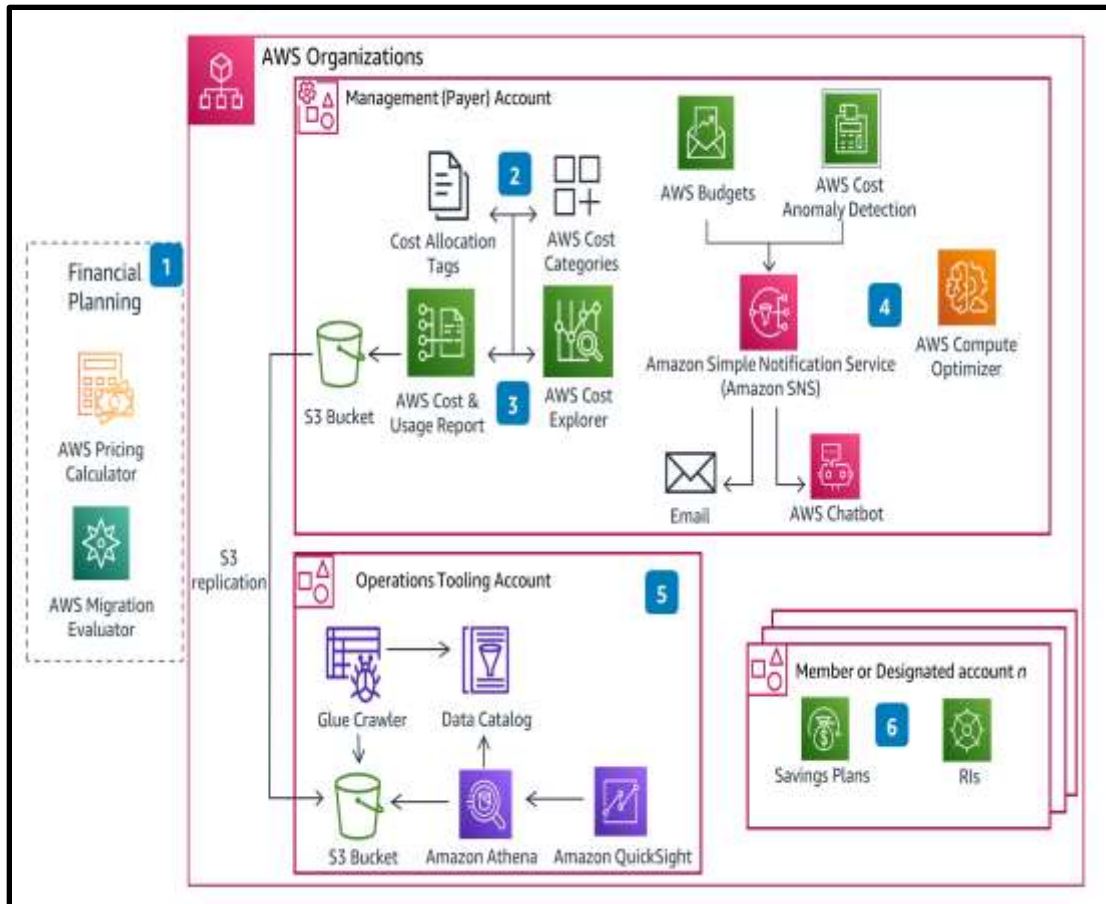 AWS Organizations
Management (Payer) Account
2
AWS Budgets
AWS Cost
Anomaly Detection
Cost Allocation
Tags
AWS Cost
Categories
1
Financial
Planning
AWS Pricing
Calculator
AWS Migration
Evaluator
S3 Bucket
AWS Cost &
Usage Report
3
AWS Cost
Explorer
Amazon Simple Notification Service
(Amazon SNS)
4
AWS Compute
Optimizer
Email
AWS Chatbot
S3
replication
Operations Tooling Account
5
Glue Crawler
Data Catalog
S3 Bucket
Amazon Athena
Amazon QuickSight
Member or Designated account n
6
Savings Plans
RIs